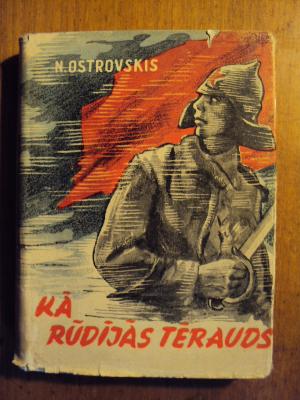 N. OSTROVSKIS
KĀ
RŪDĪJĀS TĒRAUDS